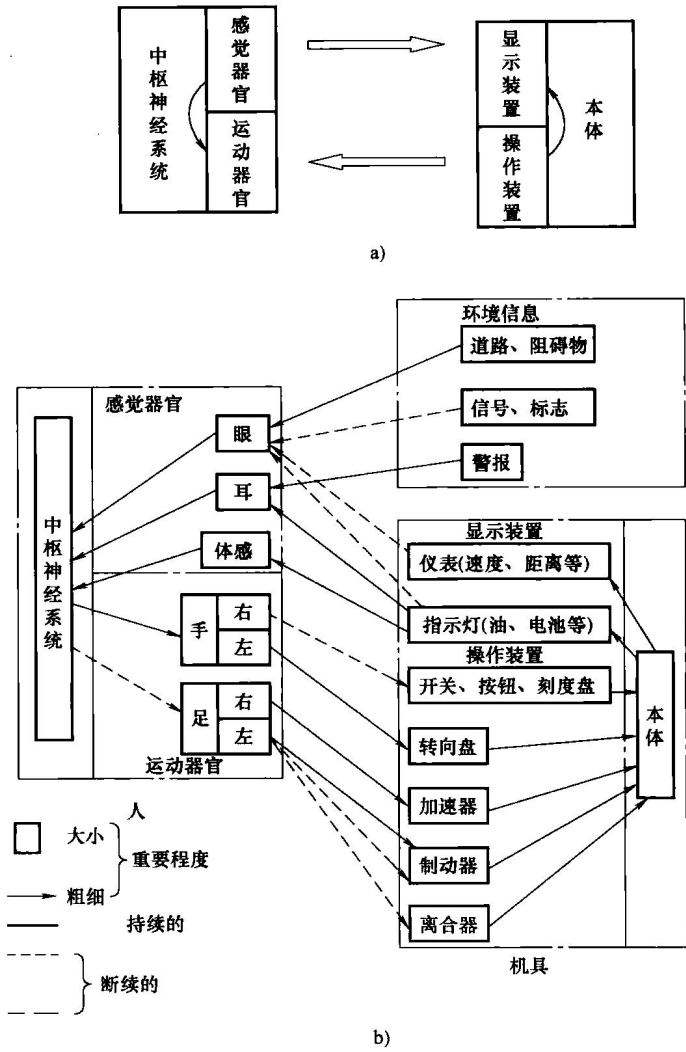 中枢神经系统
感觉器官
运动器官
显示装置
操作装置
本体
a)
环境信息
道路、阻碍物
信号、标志
警报
感觉器官
眼
耳
体感
中枢神经系统
手
右
左
足
右
左
运动器官
显示装置
仪表(速度、距离等)
指示灯(油、电池等)
操作装置
开关、按钮、刻度盘
转向盘
加速器
制动器
离合器
本体
人
机具
大小
粗细
重要程度
持续的
断续的
b)